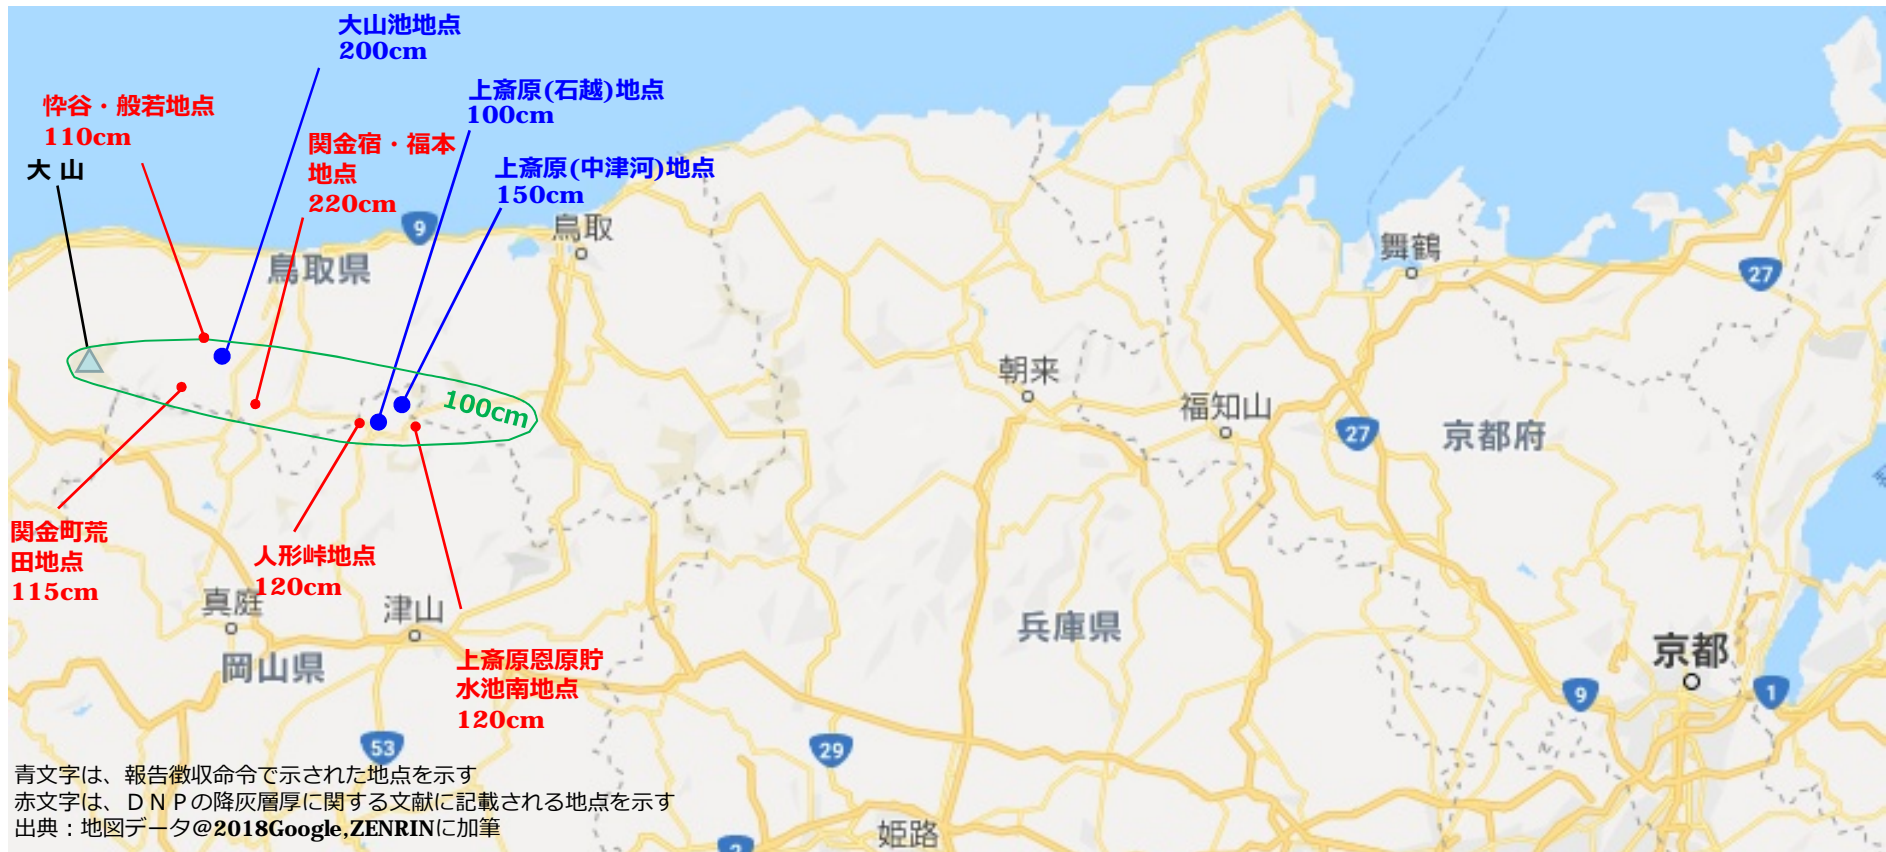 大山池地点
200cm
上斎原(石越)地点
100cm
忰谷・般若地点
110cm
関金宿・福本
地点
220cm
大 山
上斎原(中津河)地点
150cm
9
鳥取
鳥取県
舞鶴
27
朝来
100cm
福知山
27
京都府
関金町荒
田地点
115cm
人形峠地点
120cm
真庭
津山
岡山県
上斎原恩原貯
水池南地点
120cm
兵庫県
京都
9
1
53
29
青文字は、報告徴収命令で示された地点を示す
赤文字は、DNPの降灰層厚に関する文献に記載される地点を示す
出典：地図データ@2018Google,ZENRINに加筆
姫路
2